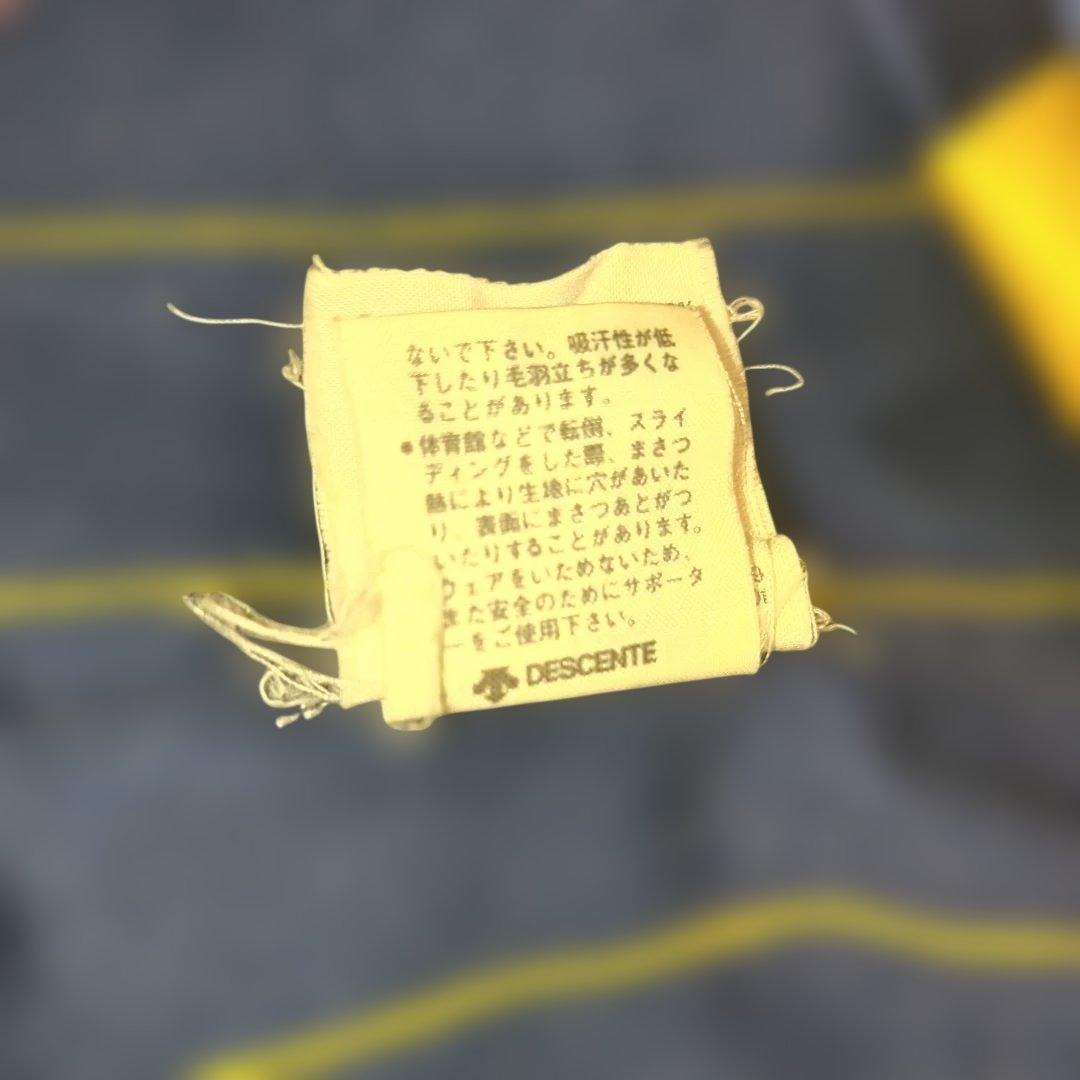 ないで下さい。吸汗性が低
下したり毛羽立ちが多くな
ることがあります。
●体育館などで転倒、スライ
ディングをした際、まさつ
熱により生地に穴があいた
り、表面にまさつあとがつ
いたりすることがあります。
ウェアをいためないため、
また安全のためにサポータ
ーをご使用下さい。
DESCENTE